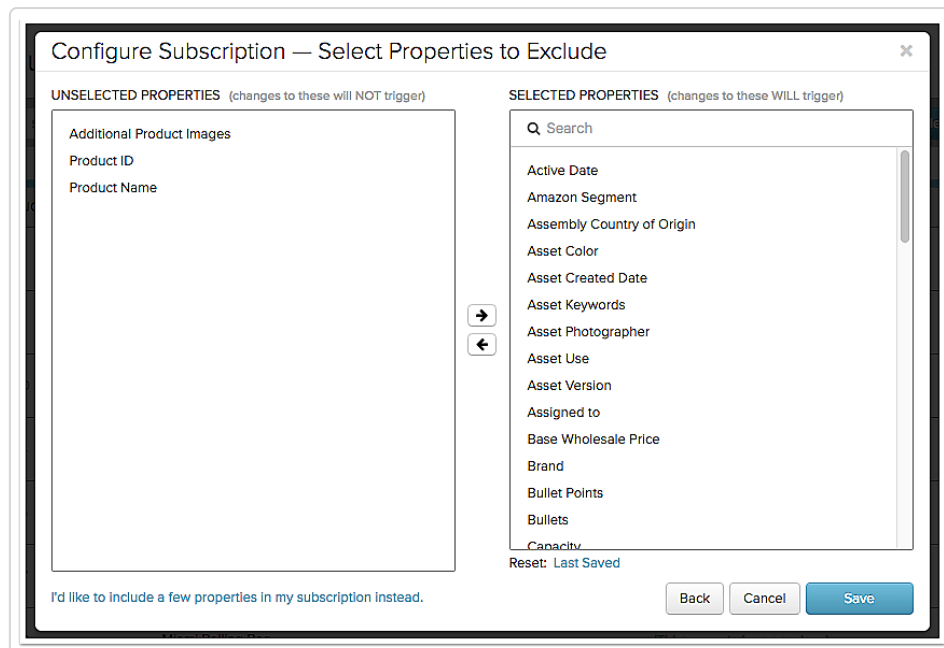 Configure Subscription — Select Properties to Exclude
UNSELECTED PROPERTIES (changes to these will NOT trigger)
Additional Product Images
Product ID
Product Name
SELECTED PROPERTIES (changes to these WILL trigger)
Search
Active Date
Amazon Segment
Assembly Country of Origin
Asset Color
Asset Created Date
Asset Keywords
Asset Photographer
Asset Use
Asset Version
Assigned to
Base Wholesale Price
Brand
Bullet Points
Bullets
Capacity
Reset: Last Saved
I'd like to include a few properties in my subscription instead.
Back
Cancel
Save